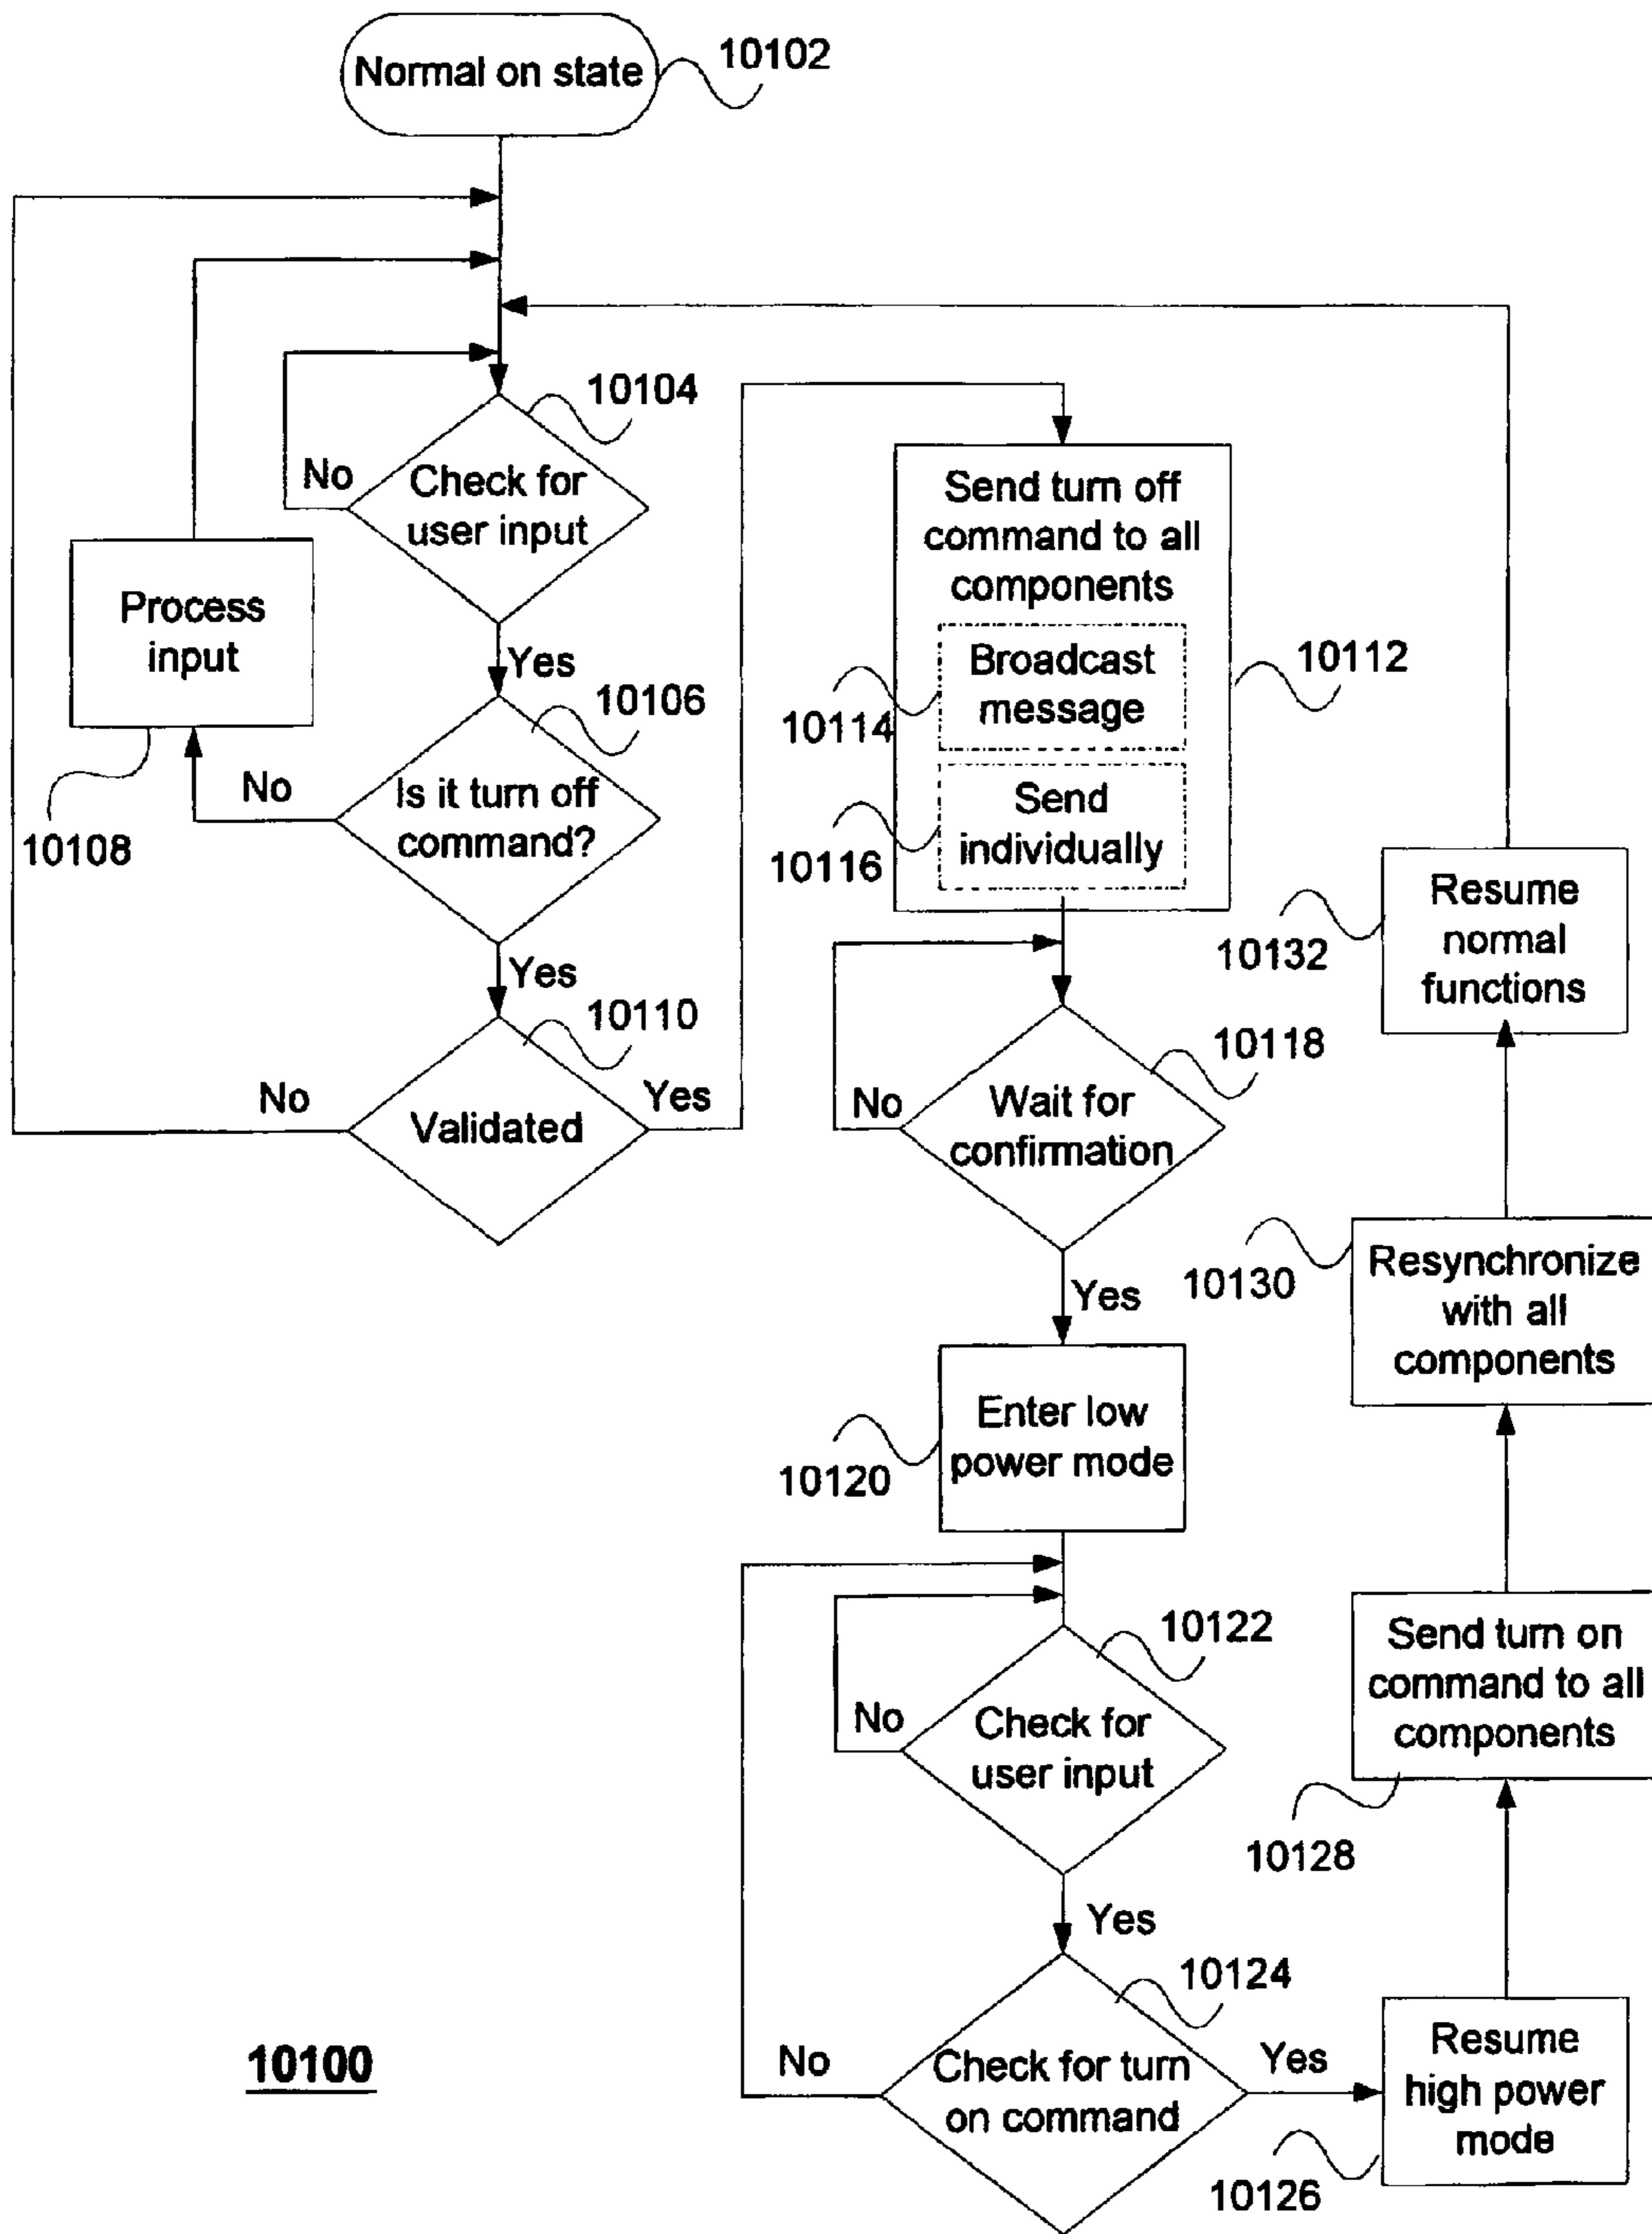 Normal on state
10102
10104
No
Check for
user input
Process
input
10108
Yes
10106
No
Is it turn off
command?
Yes
10110
No
Validated
Yes
Send turn off
command to all
components
Broadcast
message
10114
10112
Send
individually
10116
10118
No
Wait for
confirmation
Yes
Enter low
power mode
10120
10122
No
Check for
user input
Yes
10124
No
Check for turn
on command
Yes
Resume
high power
mode
10126
Send turn on
command to all
components
10128
Resynchronize
with all
components
10130
Resume
normal
functions
10132
10100